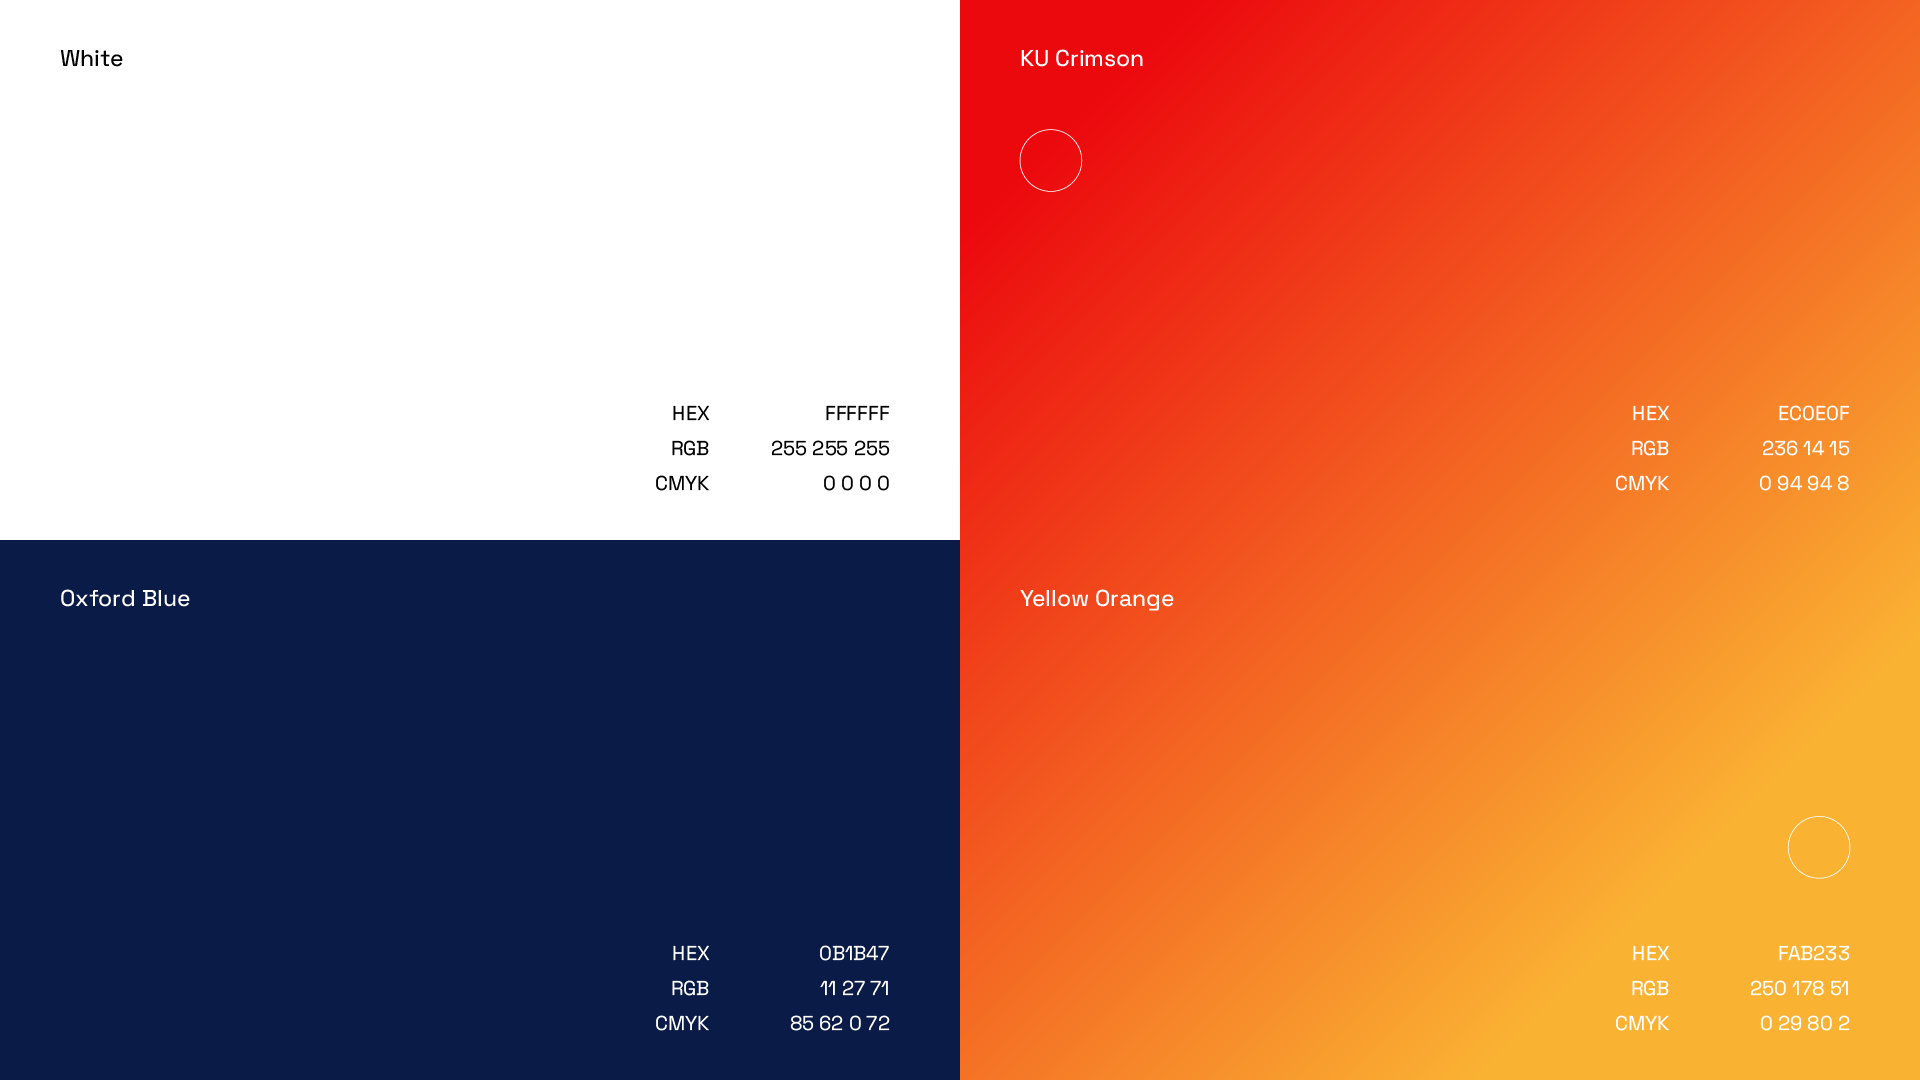 White
HEX FFFFFF
RGB 255 255 255
CMYK 0 0 0 0
KU Crimson
HEX EC0E0F
RGB 236 14 15
CMYK 0 94 94 8
Oxford Blue
HEX 0B1B47
RGB 11 27 71
CMYK 85 62 0 72
Yellow Orange
HEX FAB233
RGB 250 178 51
CMYK 0 29 80 2